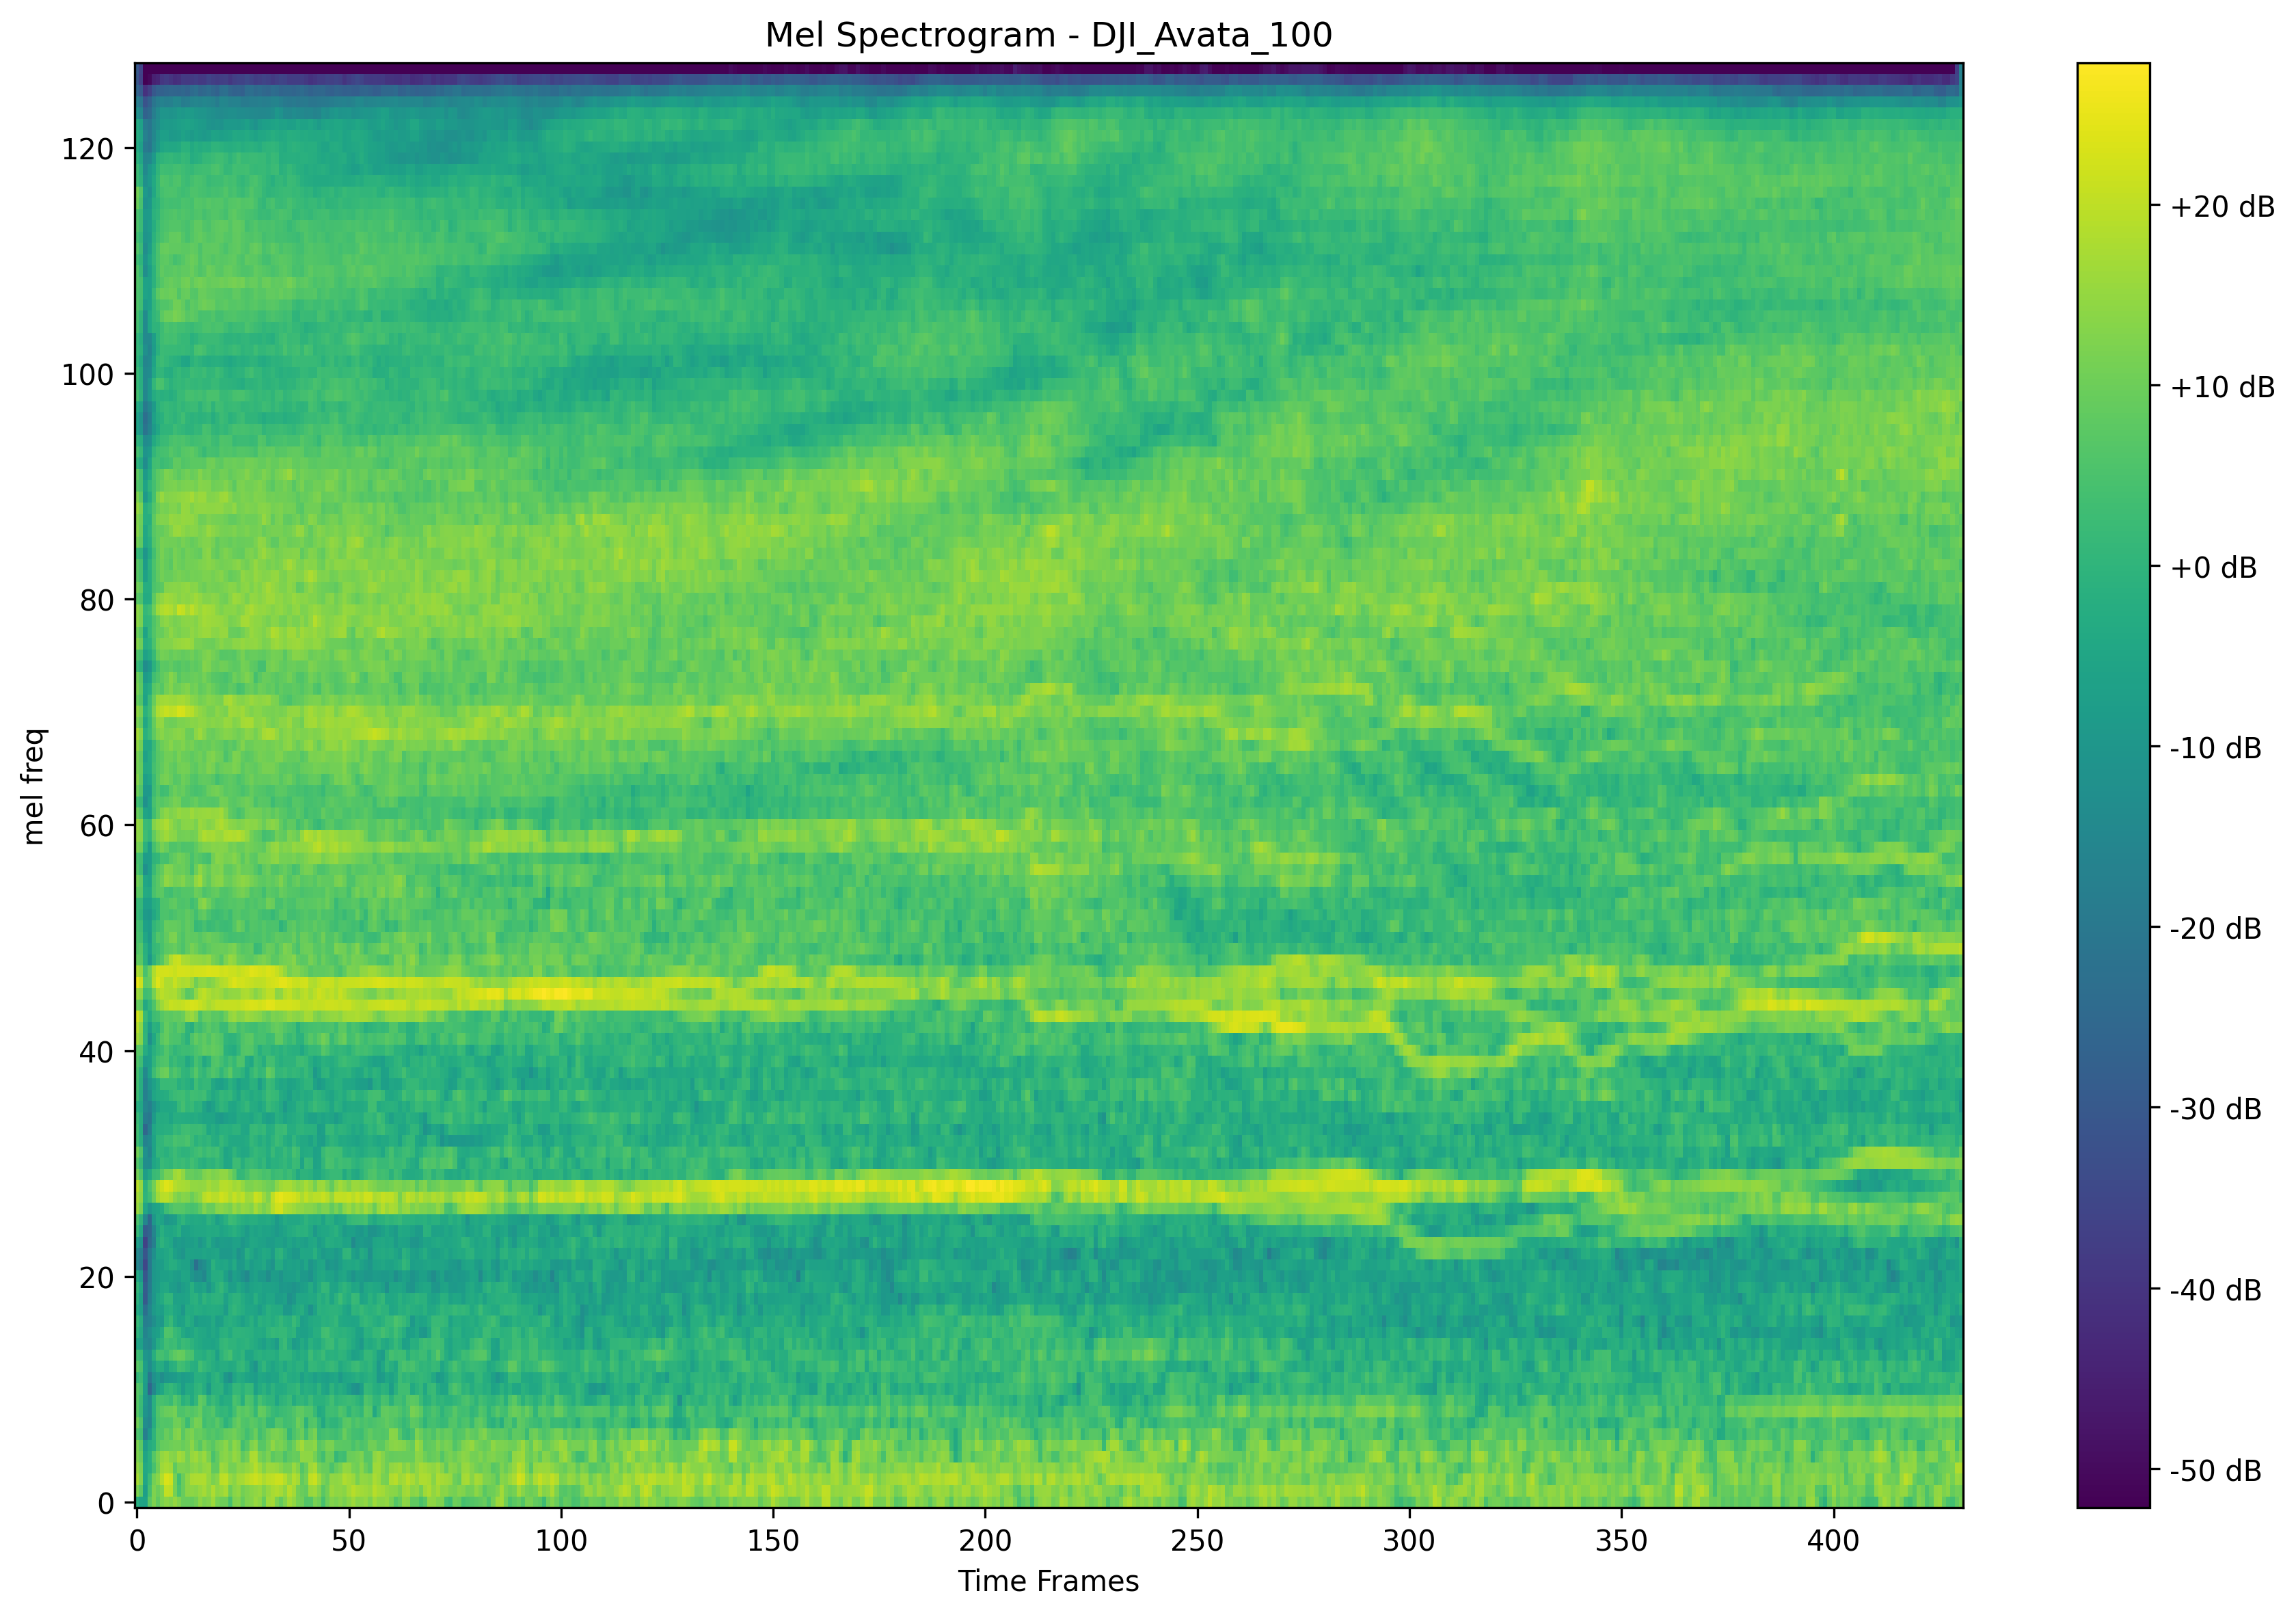 Mel Spectrogram - DJI_Avata_100
mel freq
120
100
80
60
40
20
0
0 50 100 150 200 250 300 350 400
Time Frames
+20 dB
+10 dB
+0 dB
-10 dB
-20 dB
-30 dB
-40 dB
-50 dB